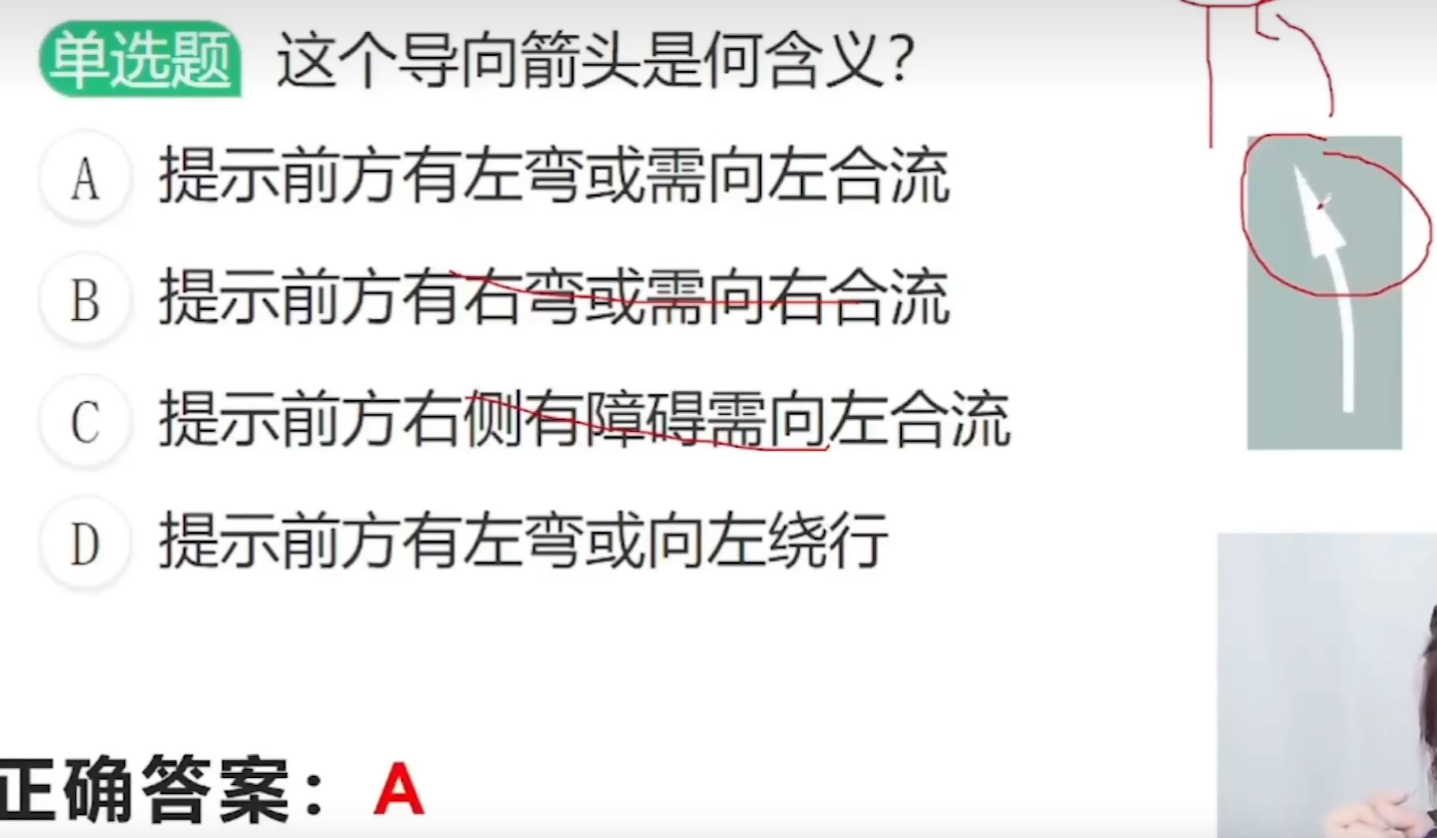 单选题 这个导向箭头是何含义？
A 提示前方有左弯或需向左合流
B 提示前方有右弯或需向右合流
C 提示前方右侧有障碍需向左合流
D 提示前方有左弯或向左绕行
正确答案：A